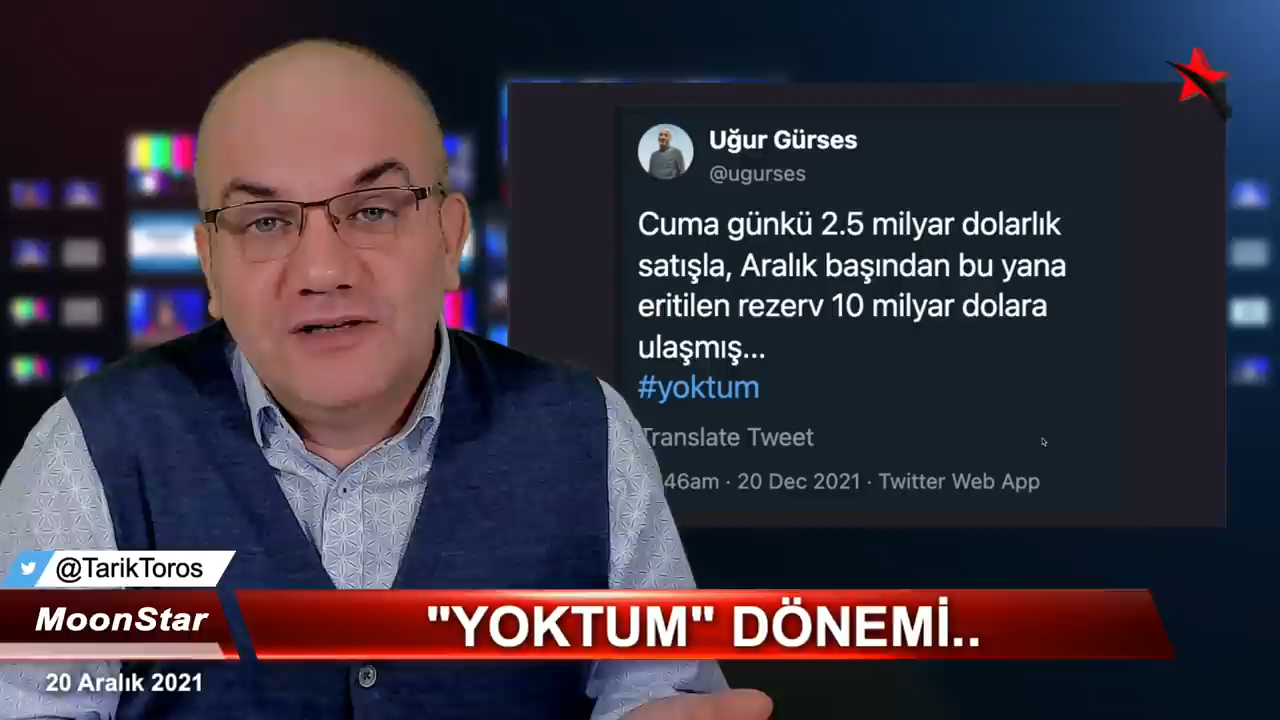 Uğur Gürses
@ugurses
Cuma günkü 2.5 milyar dolarlık
satışla, Aralık başından bu yana
eritilen rezerv 10 milyar dolara
ulaşmış...
#yoktum
Translate Tweet
46am · 20 Dec 2021 · Twitter Web App
@TarikToros
MoonStar
"YOKTUM" DÖNEMİ..
20 Aralık 2021